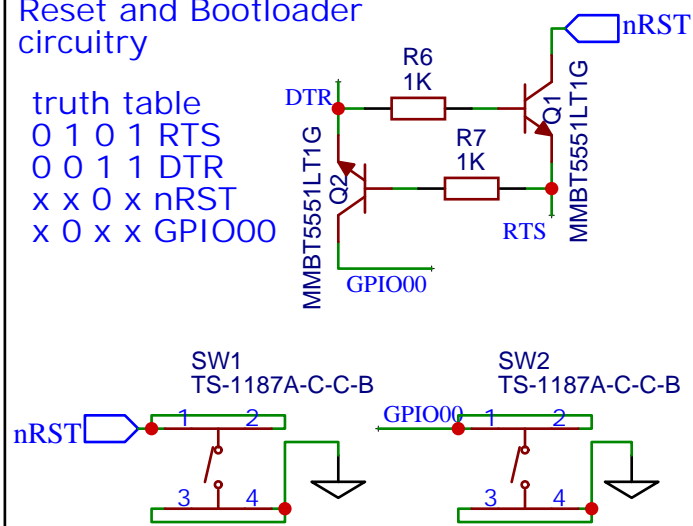 Reset and Bootloader
circuitry
truth table
0 1 0 1 RTS
0 0 1 1 DTR
x x 0 x nRST
x 0 x x GPIO00
nRST
R6
1K
DTR
Q1
MMBT5551LT1G
R7
1K
Q2
MMBT5551LT1G
RTS
GPIO00
SW1
TS-1187A-C-C-B
nRST
1 2
3 4
SW2
TS-1187A-C-C-B
GPIO00
1 2
3 4